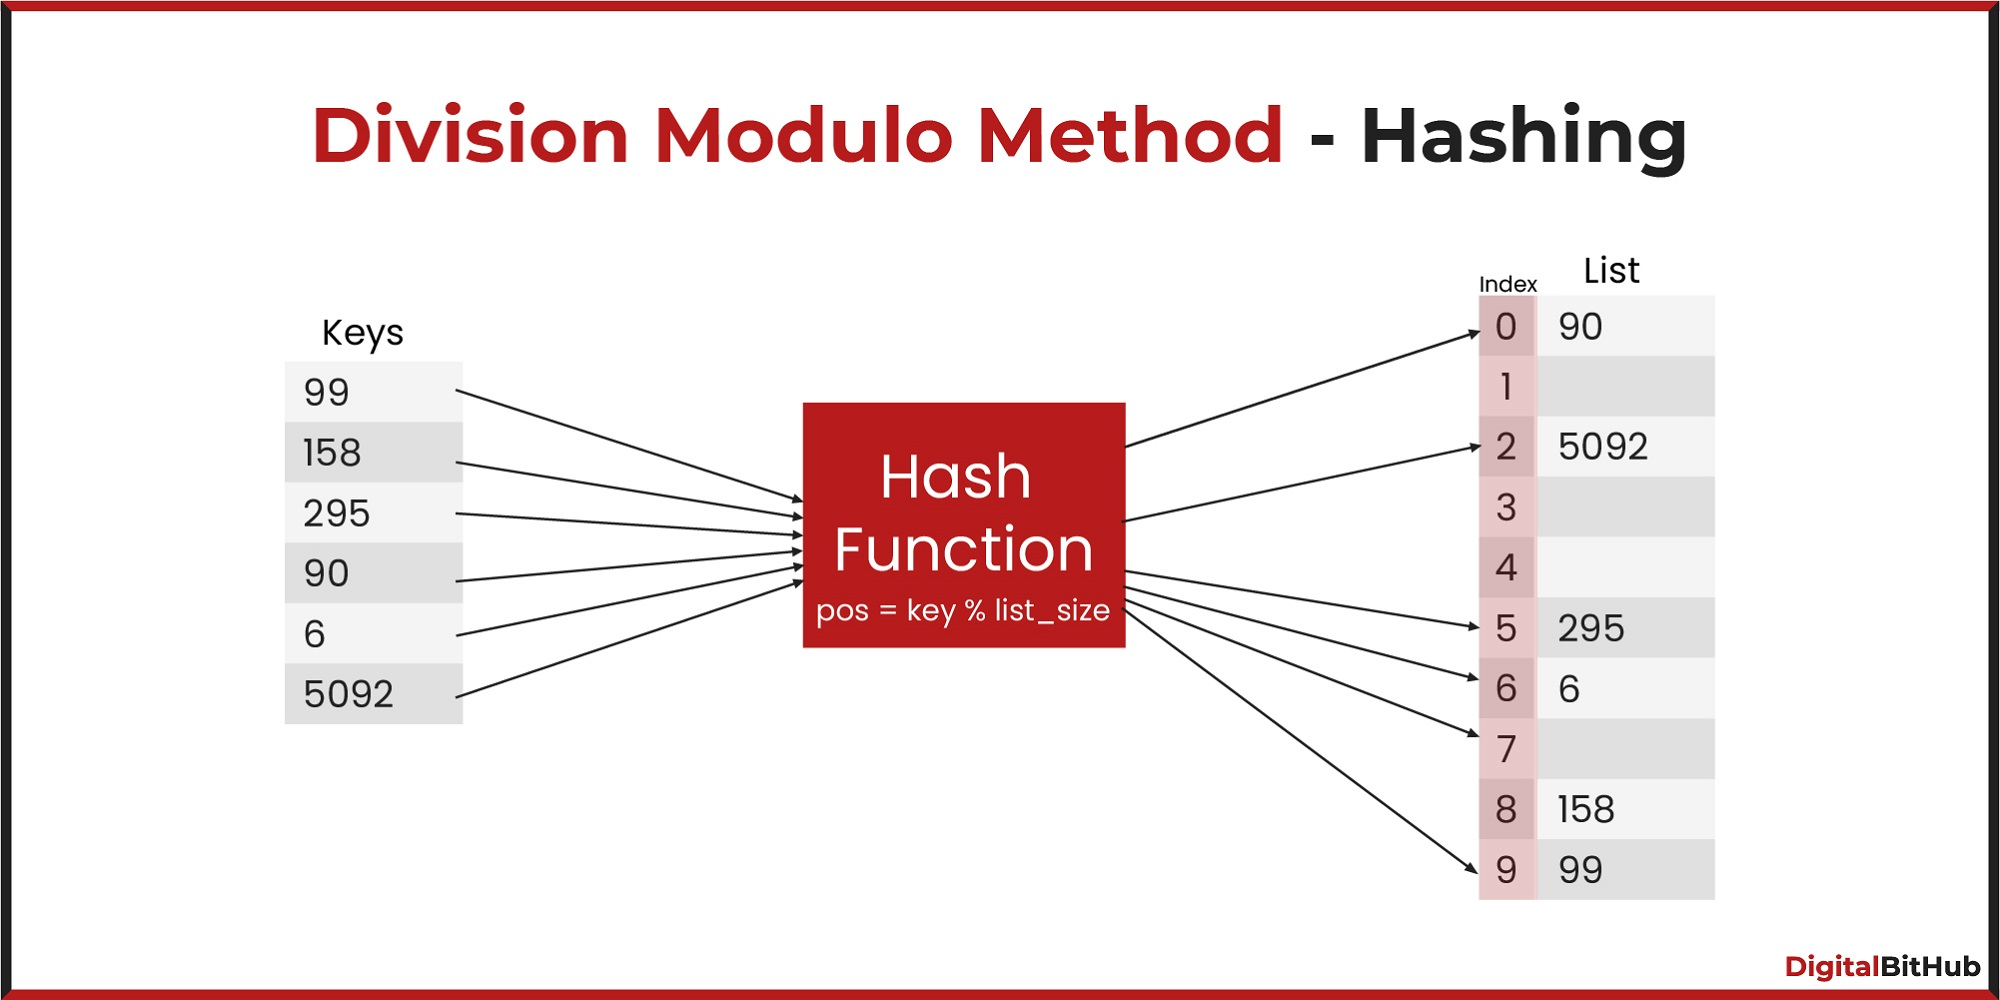 Division Modulo Method - Hashing
Keys
99
158
295
90
6
5092
Hash
Function
pos = key % list_size
Index List
0 90
1
2 5092
3
4
5 295
6 6
7
8 158
9 99
DigitalBitHub